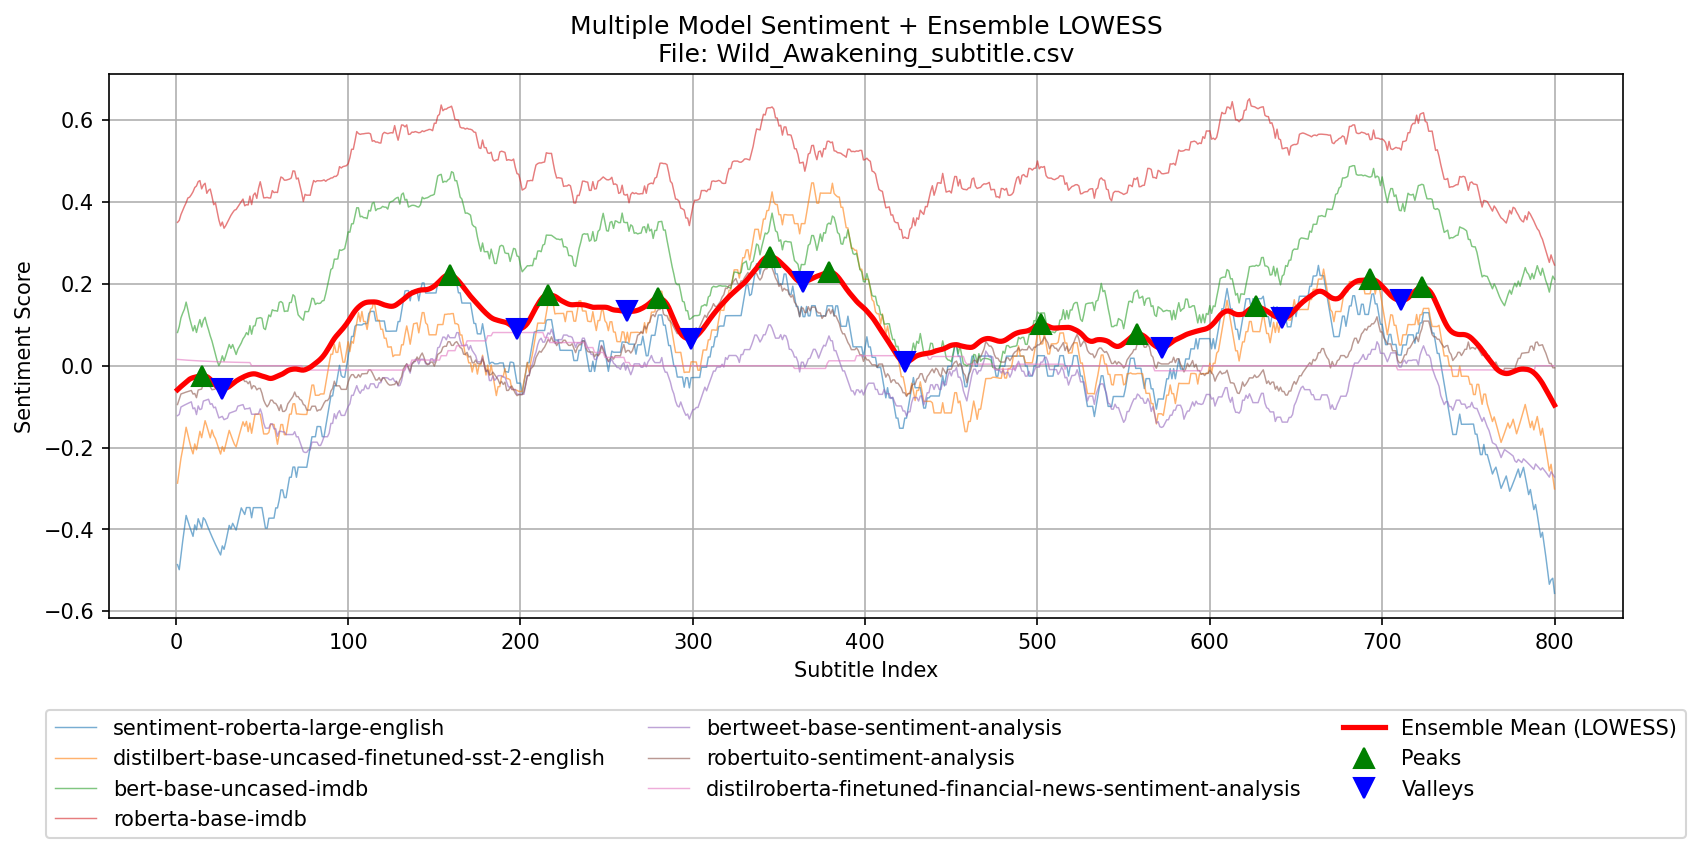 Multiple Model Sentiment + Ensemble LOWESS
File: Wild_Awakening_subtitle.csv
Sentiment Score
0.6
0.4
0.2
0.0
−0.2
−0.4
−0.6
0 100 200 300 400 500 600 700 800
Subtitle Index
sentiment-roberta-large-english
distilbert-base-uncased-finetuned-sst-2-english
bert-base-uncased-imdb
roberta-base-imdb
bertweet-base-sentiment-analysis
robertuito-sentiment-analysis
distilroberta-finetuned-financial-news-sentiment-analysis
Ensemble Mean (LOWESS)
Peaks
Valleys